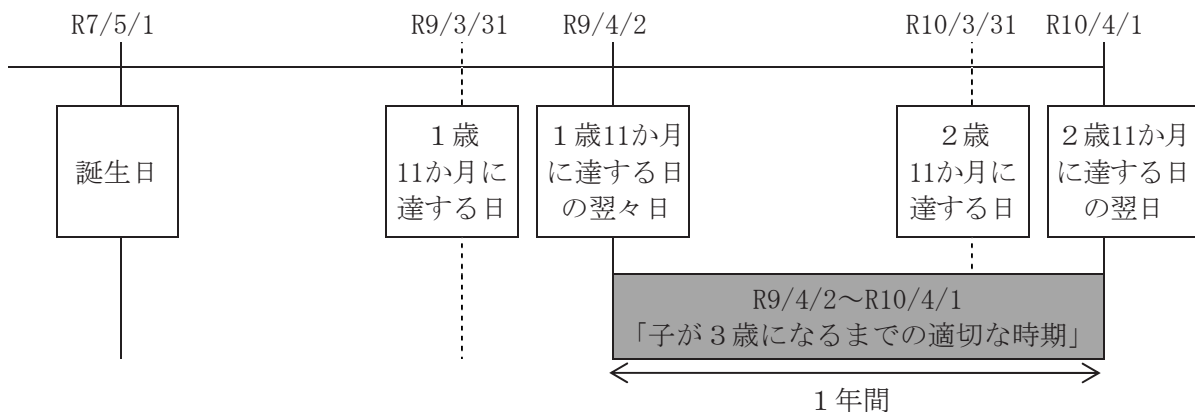 R7/5/1
R9/3/31
R9/4/2
R10/3/31
R10/4/1
誕生日
１歳
11か月に
達する日
１歳11か月
に達する日
の翌々日
２歳
11か月に
達する日
２歳11か月
に達する日
の翌日
R9/4/2～R10/4/1
「子が３歳になるまでの適切な時期」
１年間